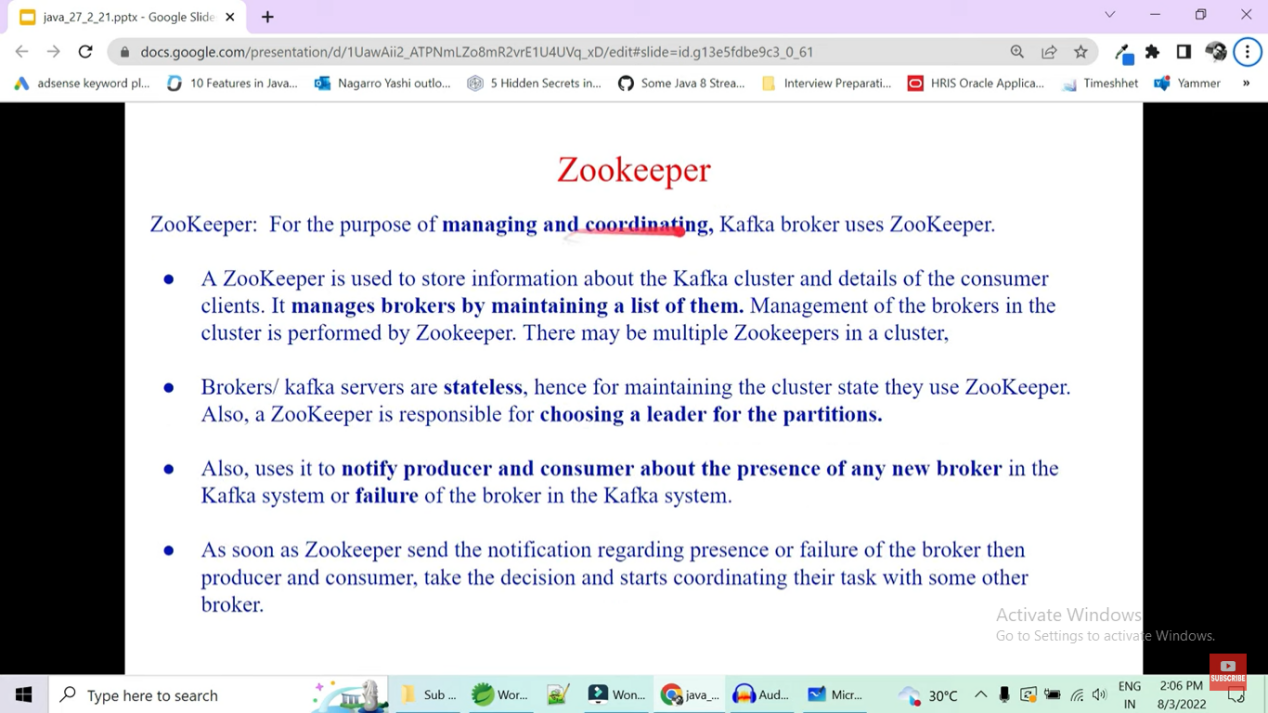 java_27_2_21.pptx - Google Slide
docs.google.com/presentation/d/1UawAii2_ATPNmLZo8mR2vrE1U4UVq_xD/edit#slide=id.g13e5fdbe9c3_0_61
adsense keyword pl... 10 Features in Java... Nagarro Yashi outlo... 5 Hidden Secrets in... Some Java 8 Strea... Interview Preparati... HRIS Oracle Applica... Timeshhet Yammer »
Zookeeper
ZooKeeper: For the purpose of managing and coordinating, Kafka broker uses ZooKeeper.
● A ZooKeeper is used to store information about the Kafka cluster and details of the consumer
clients. It manages brokers by maintaining a list of them. Management of the brokers in the
cluster is performed by Zookeeper. There may be multiple Zookeepers in a cluster,
● Brokers/ kafka servers are stateless, hence for maintaining the cluster state they use ZooKeeper.
Also, a ZooKeeper is responsible for choosing a leader for the partitions.
● Also, uses it to notify producer and consumer about the presence of any new broker in the
Kafka system or failure of the broker in the Kafka system.
● As soon as Zookeeper send the notification regarding presence or failure of the broker then
producer and consumer, take the decision and starts coordinating their task with some other
broker.
Activate Windows
Go to Settings to activate Windows.
SUBSCRIBE
Type here to search Sub ... Wor... Won... java_... Aud... Micr... 30°C ENG 2:06 PM
IN 8/3/2022